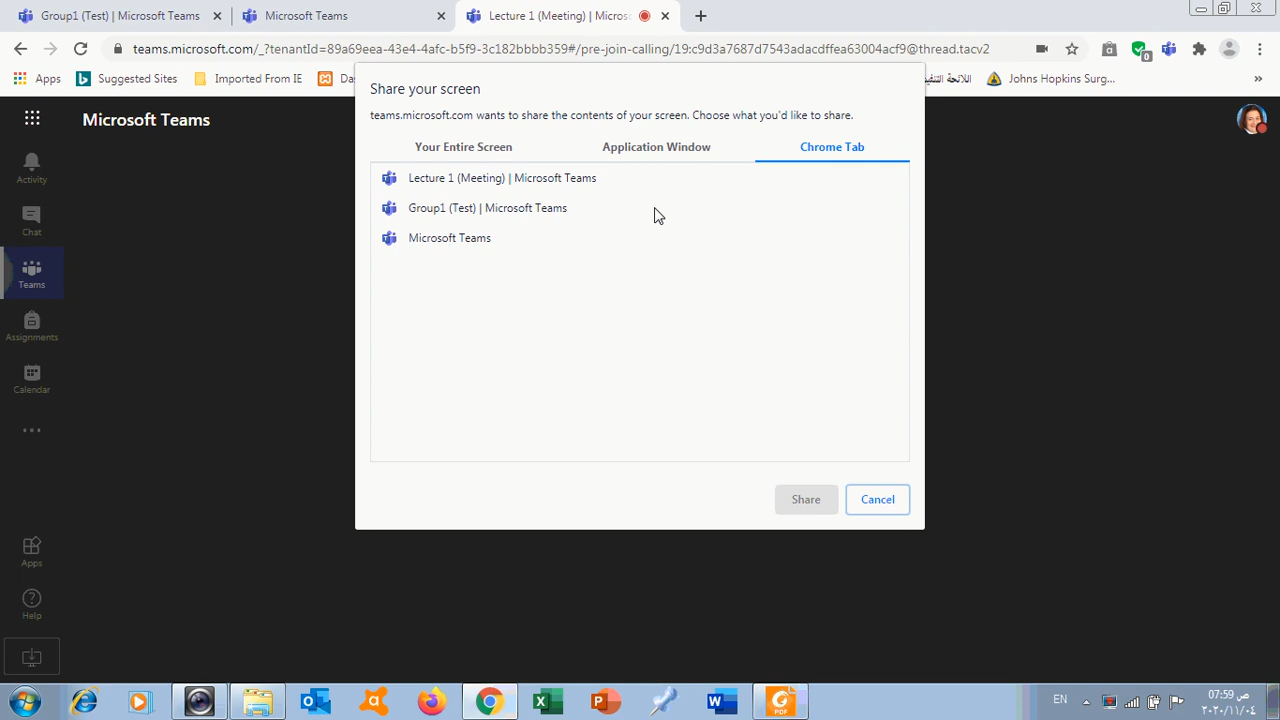 Group1 (Test) | Microsoft Teams
Microsoft Teams
Lecture 1 (Meeting) | Micros
teams.microsoft.com/_?tenantId=89a69eea-43e4-4afc-b5f9-3c182bbbb359#/pre-join-calling/19:c9d3a7687d7543adacdffea63004acf9@thread.tacv2
0
Apps
Suggested Sites
Imported From IE
Da
اللائحة التنفي
Johns Hopkins Surg...
»
Microsoft Teams
Activity
Chat
Teams
Assignments
Calendar
Apps
Help
Share your screen
teams.microsoft.com wants to share the contents of your screen. Choose what you'd like to share.
Your Entire Screen
Application Window
Chrome Tab
Lecture 1 (Meeting) | Microsoft Teams
Group1 (Test) | Microsoft Teams
Microsoft Teams
Share
Cancel
PDF
EN
07:59 ص
٢٠٢٠/١١/٠٤